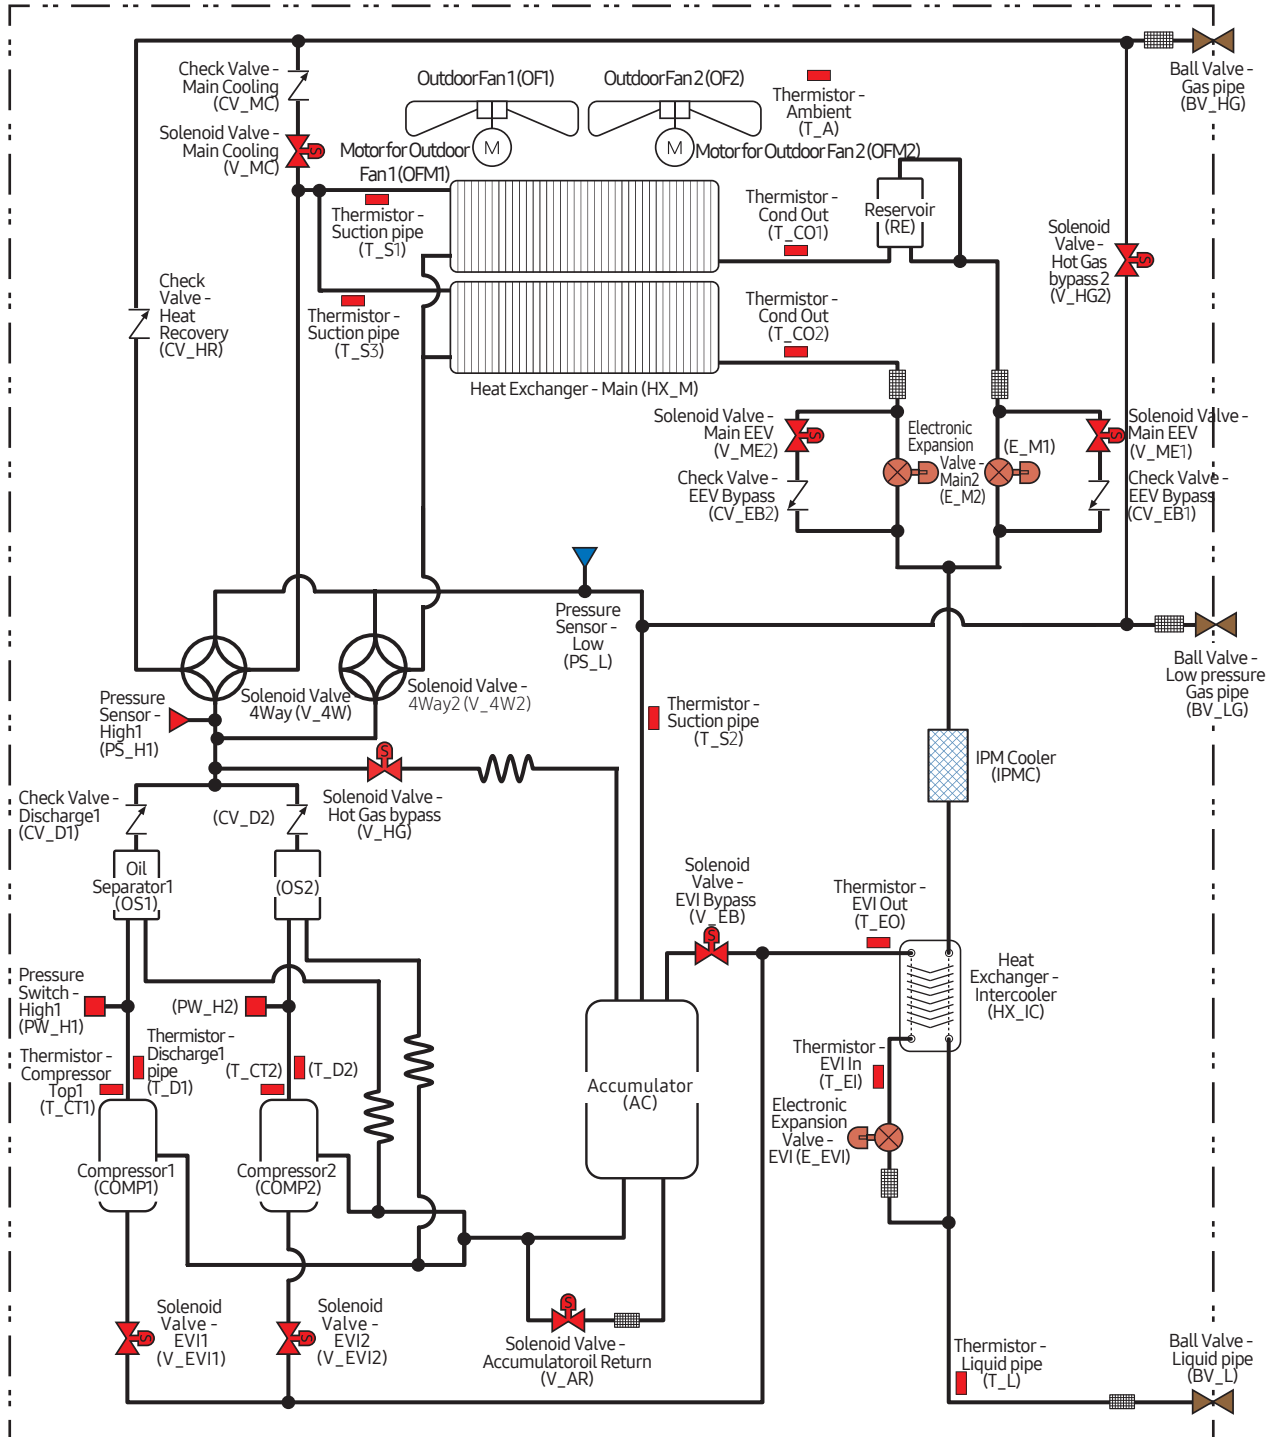 Check Valve -
Main Cooling
(CV_MC)
Solenoid Valve -
Main Cooling
(V_MC)
S
OutdoorFan 1 (OF1)
OutdoorFan 2 (OF2)
M
M
Motor for Outdoor
Fan 1 (OFM1)
Motor for Outdoor Fan 2 (OFM2)
Thermistor -
Ambient
(T_A)
Ball Valve -
Gas pipe
(BV_HG)
Thermistor -
Suction pipe
(T_S1)
Thermistor -
Cond Out
(T_CO1)
Reservoir
(RE)
Solenoid
Valve -
Hot Gas
bypass 2
(V_HG2)
S
Check
Valve -
Heat
Recovery
(CV_HR)
Thermistor -
Suction pipe
(T_S3)
Thermistor -
Cond Out
(T_CO2)
Heat Exchanger - Main (HX_M)
Solenoid Valve -
Main EEV
(V_ME2)
S
Electronic
Expansion
Valve -
Main2
(E_M2)
(E_M1)
S
Solenoid Valve -
Main EEV
(V_ME1)
Check Valve -
EEV Bypass
(CV_EB2)
Check Valve -
EEV Bypass
(CV_EB1)
Pressure
Sensor -
Low
(PS_L)
Solenoid Valve -
4Way (V_4W)
Solenoid Valve -
4Way2 (V_4W2)
Pressure
Sensor -
High1
(PS_H1)
Thermistor -
Suction pipe
(T_S2)
Ball Valve -
Low pressure
Gas pipe
(BV_LG)
S
Solenoid Valve -
Hot Gas bypass
(V_HG)
IPM Cooler
(IPMC)
Check Valve -
Discharge1
(CV_D1)
(CV_D2)
Oil
Separator1
(OS1)
(OS2)
Solenoid
Valve -
EVI Bypass
(V_EB)
S
Thermistor -
EVI Out
(T_EO)
Heat
Exchanger -
Intercooler
(HX_IC)
Pressure
Switch -
High1
(PW_H1)
(PW_H2)
Thermistor -
Discharge1
pipe
(T_D1)
Thermistor -
Compressor
Top1
(T_CT1)
(T_CT2)
(T_D2)
Thermistor -
EVI In
(T_EI)
Accumulator
(AC)
Electronic
Expansion
Valve -
EVI (E_EVI)
Compressor1
(COMP1)
Compressor2
(COMP2)
Solenoid
Valve -
EVI1
(V_EVI1)
S
Solenoid
Valve -
EVI2
(V_EVI2)
S
S
Solenoid Valve -
Accumulatoroil Return
(V_AR)
Thermistor -
Liquid pipe
(T_L)
Ball Valve -
Liquid pipe
(BV_L)